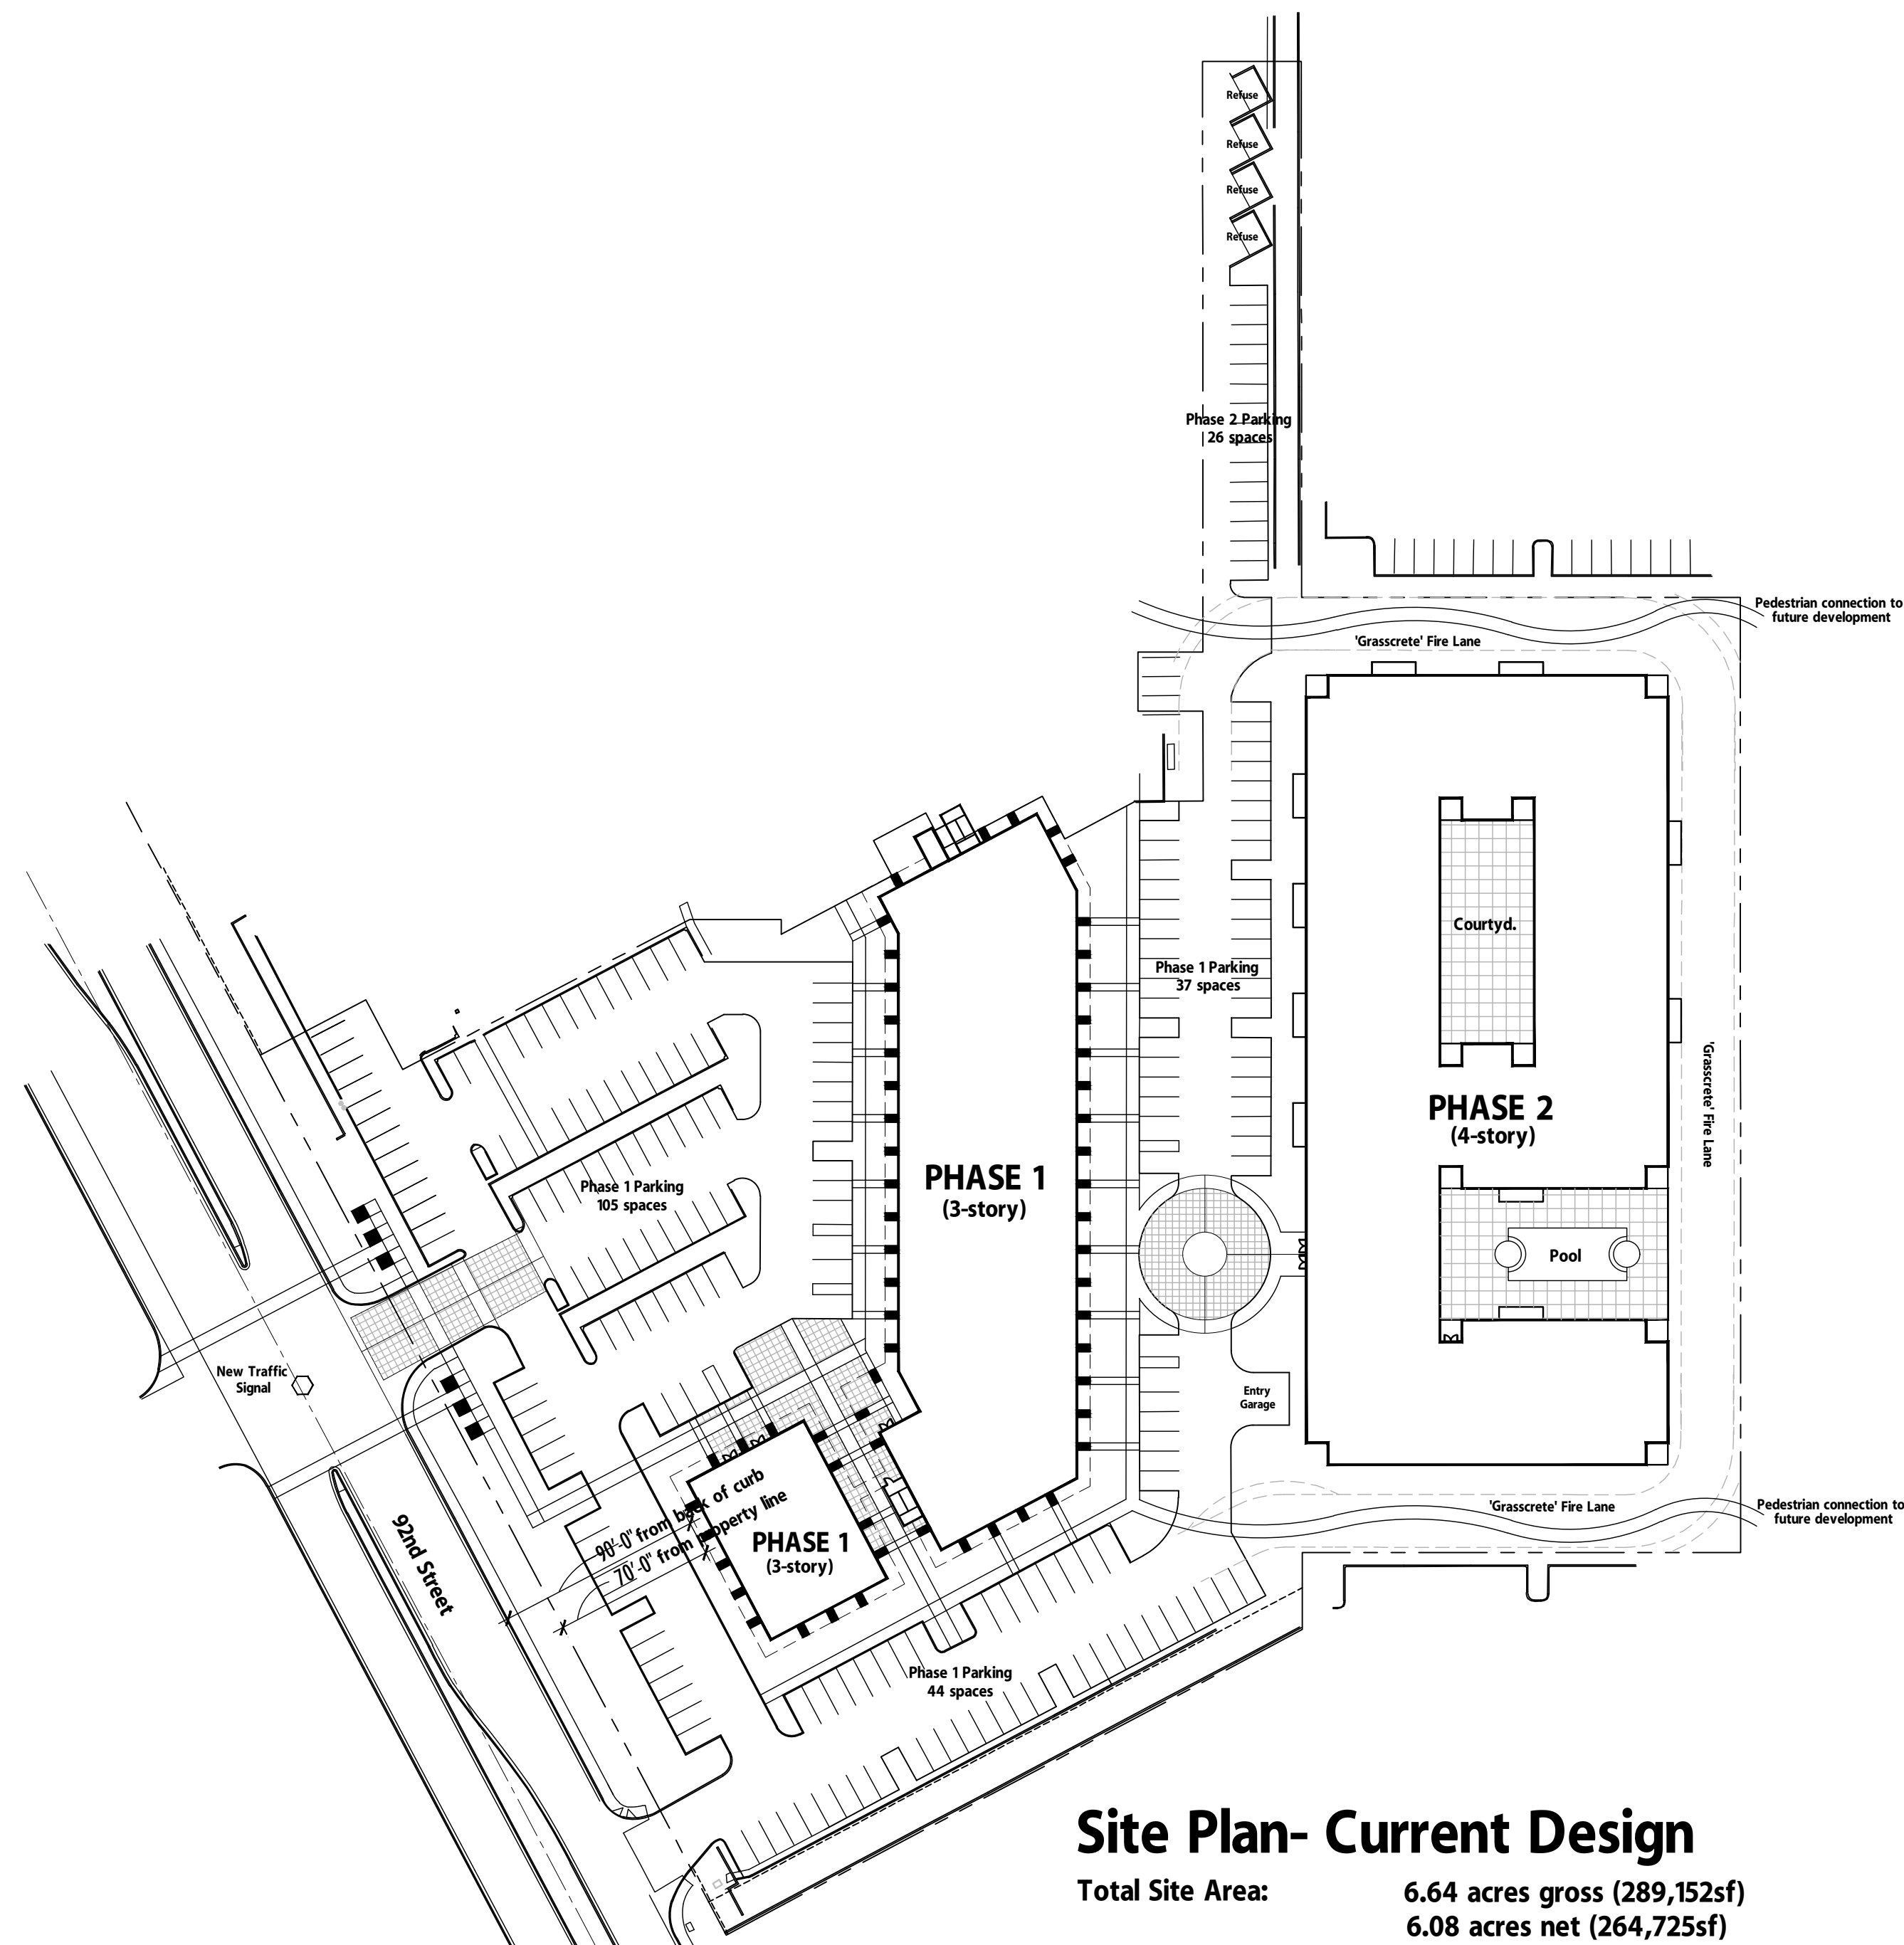 Refuse
Refuse
Refuse
Refuse
Phase 2 Parking
26 spaces
Pedestrian connection to
future development
'Grasscrete' Fire Lane
Courtyd.
Phase 1 Parking
37 spaces
'Grasscrete' Fire Lane
PHASE 2
(4-story)
PHASE 1
(3-story)
Phase 1 Parking
105 spaces
Pool
New Traffic
Signal
Entry
Garage
90'-0" from back of curb
70'-0" from property line
'Grasscrete' Fire Lane
Pedestrian connection to
future development
92nd Street
PHASE 1
(3-story)
Phase 1 Parking
44 spaces
Site Plan- Current Design
Total Site Area: 6.64 acres gross (289,152sf)
6.08 acres net (264,725sf)